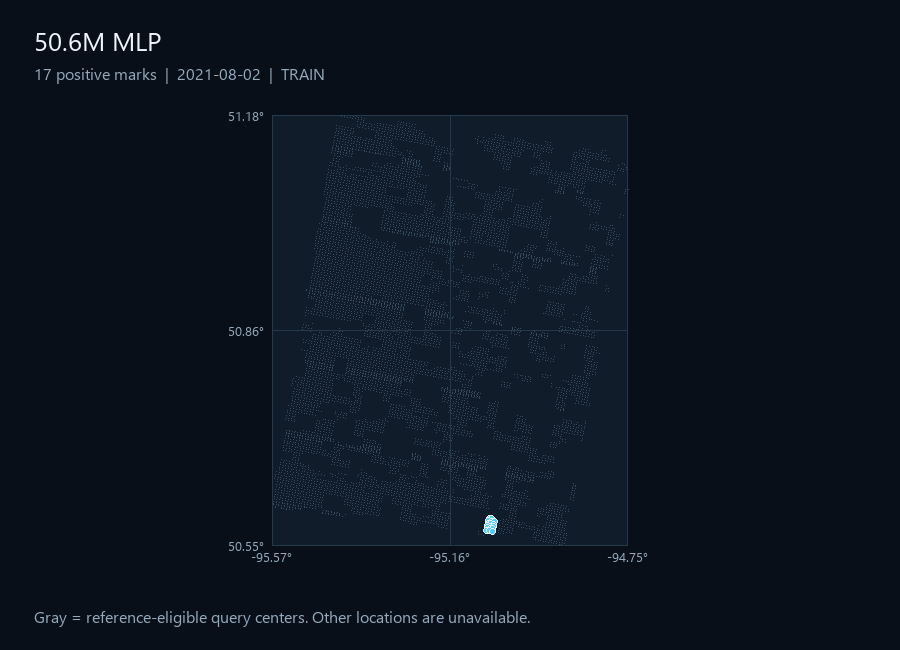 50.6M MLP
17 positive marks | 2021-08-02 | TRAIN
51.18°
50.86°
50.55°
-95.57° -95.16° -94.75°
Gray = reference-eligible query centers. Other locations are unavailable.